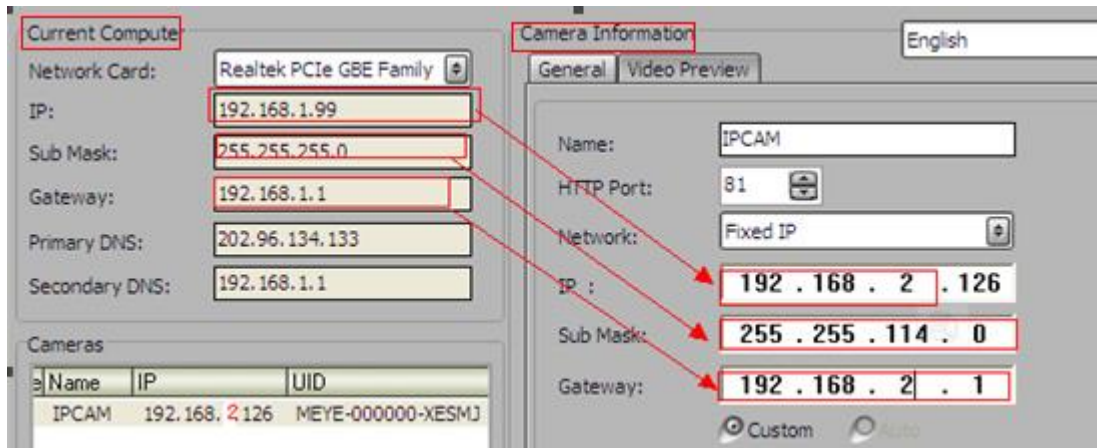 Current Computer
Network Card: Realtek PCIe GBE Family
IP: 192.168.1.99
Sub Mask: 255.255.255.0
Gateway: 192.168.1.1
Primary DNS: 202.96.134.133
Secondary DNS: 192.168.1.1
Cameras
e Name IP UID
IPCAM 192.168.2126 MEYE-000000-XESMJ
Camera Information
English
General Video Preview
Name: IPCAM
HTTP Port: 81
Network: Fixed IP
IP : 192 . 168 . 2 . 126
Sub Mask: 255 . 255 . 114 . 0
Gateway: 192 . 168 . 2 . 1
Custom Auto